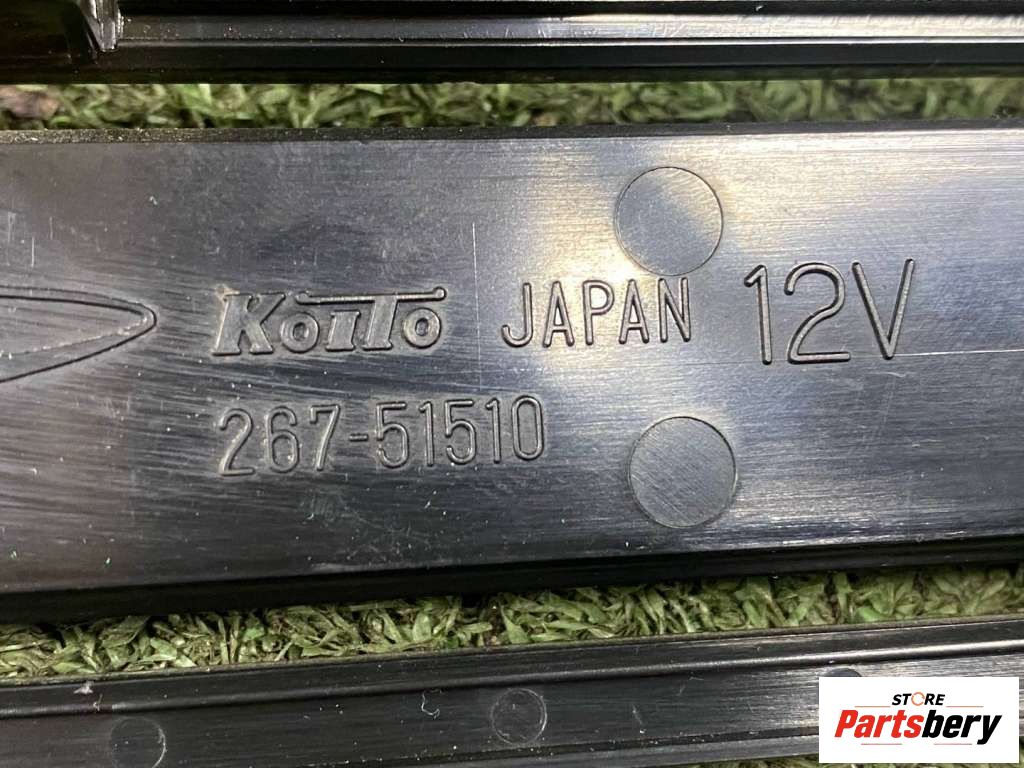 KoiTo JAPAN 12V
267-51510
STORE
Partsbery